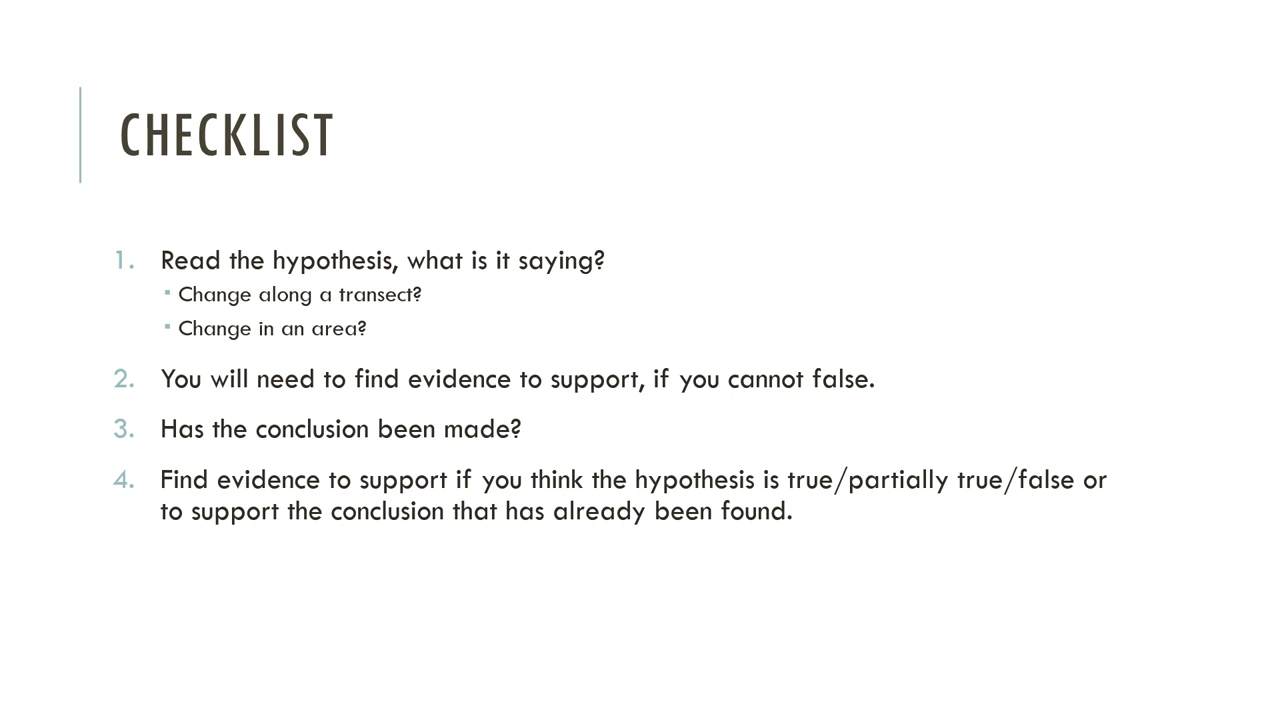 CHECKLIST
1. Read the hypothesis, what is it saying?
▪ Change along a transect?
▪ Change in an area?
2. You will need to find evidence to support, if you cannot false.
3. Has the conclusion been made?
4. Find evidence to support if you think the hypothesis is true/partially true/false or
to support the conclusion that has already been found.